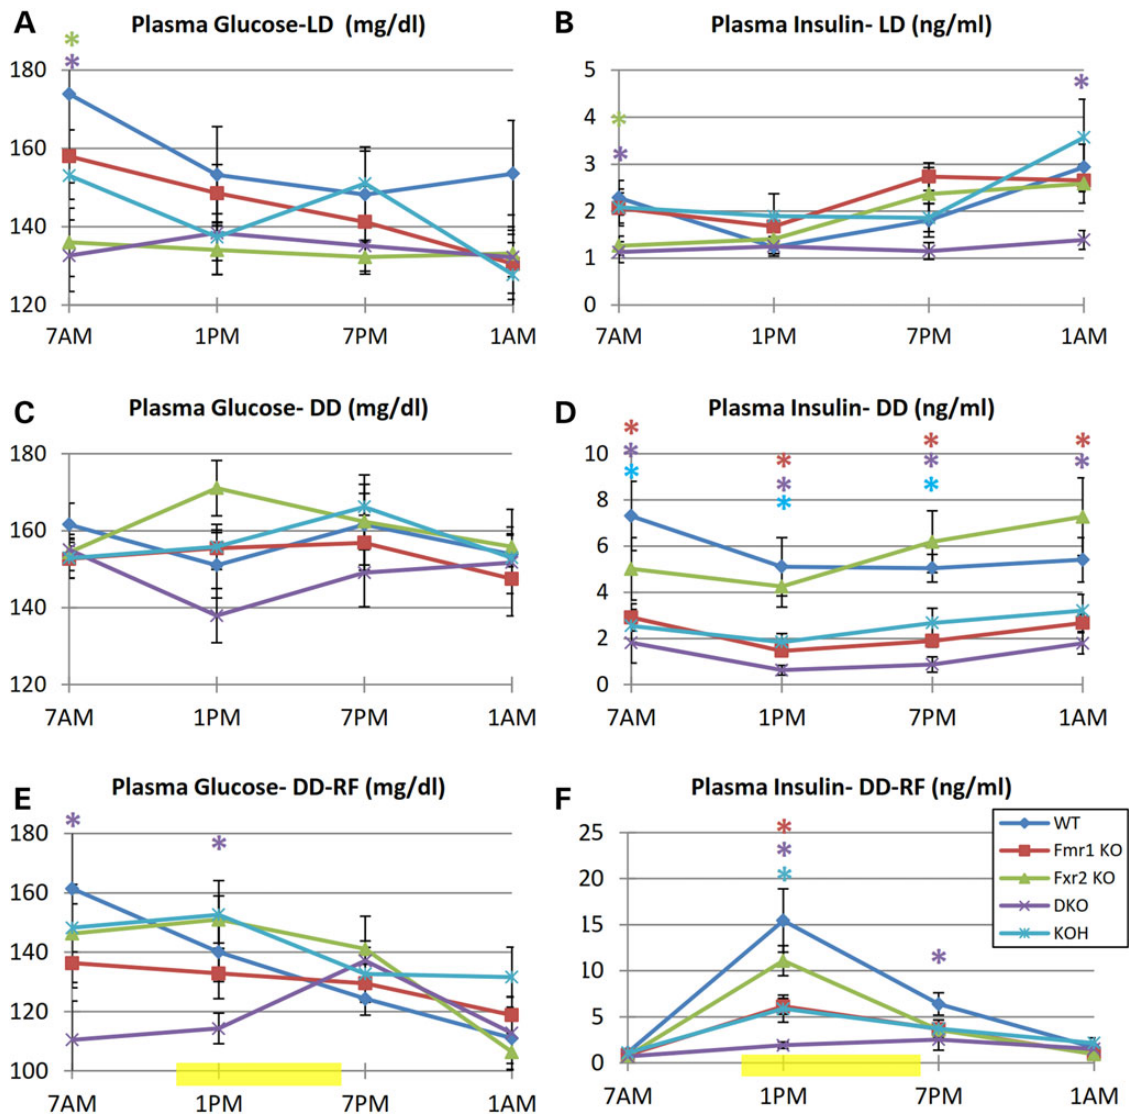 A
Plasma Glucose-LD (mg/dl)
*
*
180
160
140
120
7AM 1PM 7PM 1AM
B
Plasma Insulin- LD (ng/ml)
*
*
*
5
4
3
2
1
0
7AM 1PM 7PM 1AM
C
Plasma Glucose- DD (mg/dl)
180
160
140
120
7AM 1PM 7PM 1AM
D
Plasma Insulin- DD (ng/ml)
* * * *
* * * *
* * *
10
8
6
4
2
0
7AM 1PM 7PM 1AM
E
Plasma Glucose- DD-RF (mg/dl)
* *
180
160
140
120
100
7AM 1PM 7PM 1AM
F
Plasma Insulin- DD-RF (ng/ml)
*
*
*
*
25
20
15
10
5
0
7AM 1PM 7PM 1AM
WT
Fmr1 KO
Fxr2 KO
DKO
KOH